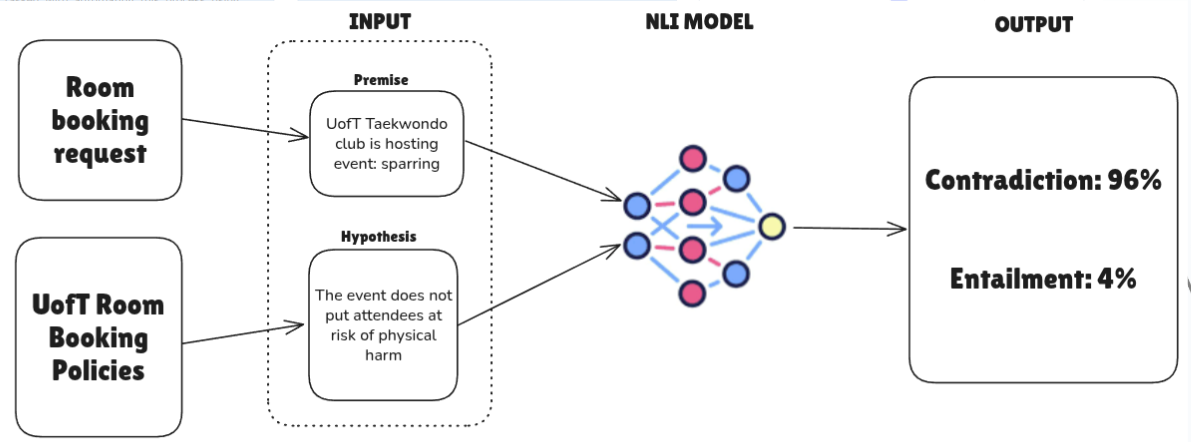 INPUT
NLI MODEL
OUTPUT
Room
booking
request
Premise
UofT Taekwondo
club is hosting
event: sparring
Hypothesis
The event does not
put attendees at
risk of physical
harm
UofT Room
Booking
Policies
Contradiction: 96%
Entailment: 4%